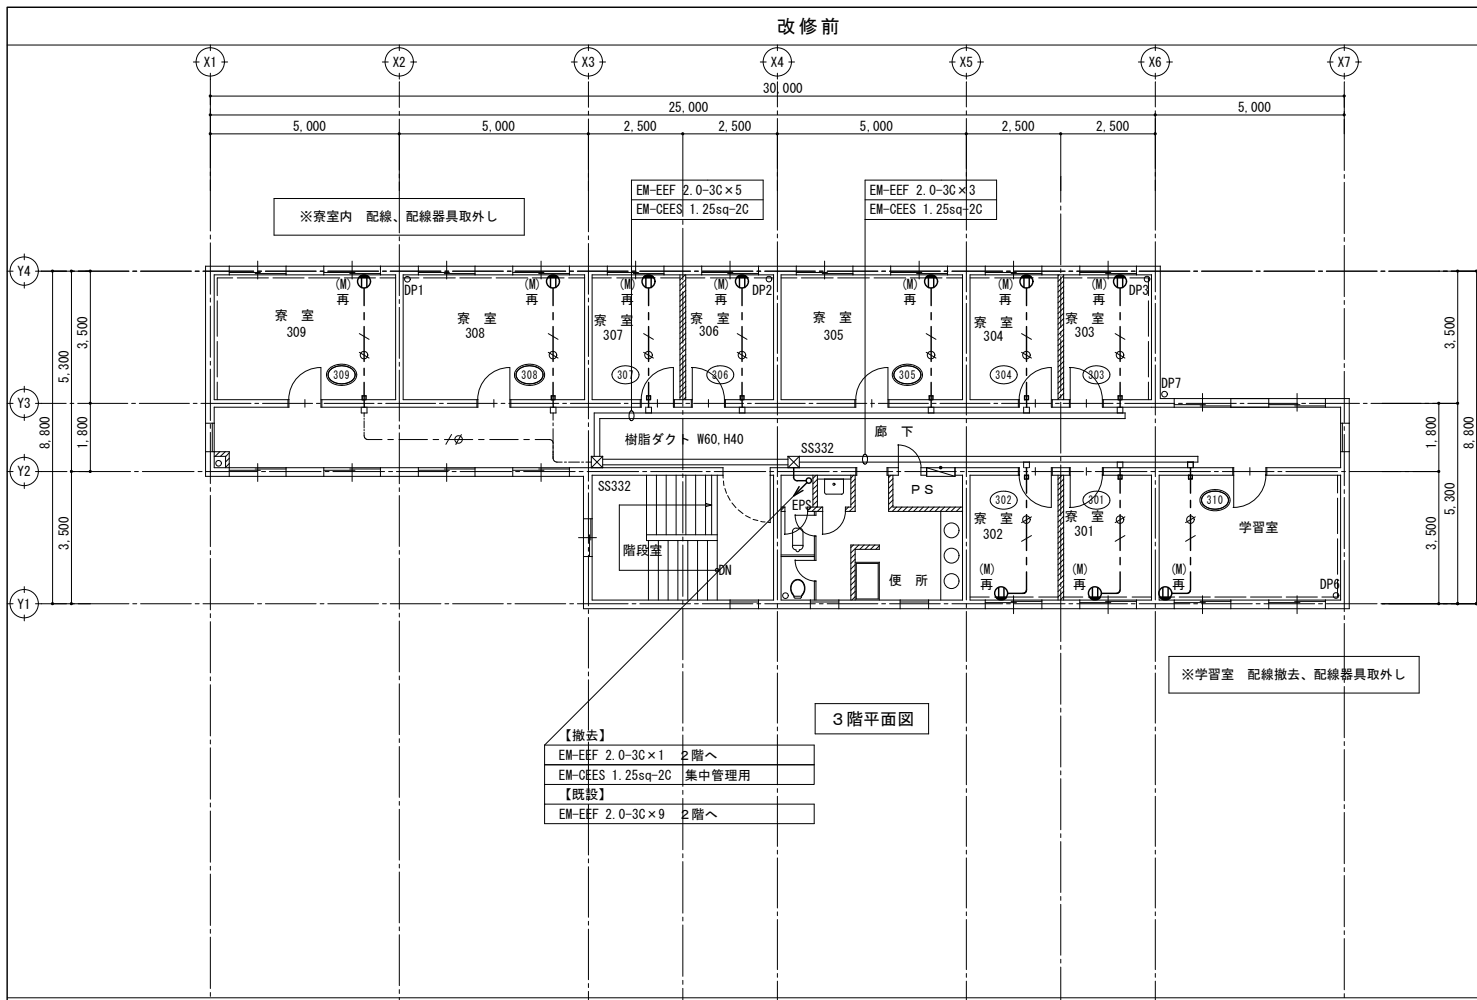 改修前
X1 X2 X3 X4 X5 X6 X7
30,000
25,000 5,000
5,000 5,000 2,500 2,500 5,000 2,500 2,500
EM-EEF 2.0-3C×5
EM-CEES 1.25sq-2C
EM-EEF 2.0-3C×3
EM-CEES 1.25sq-2C
※寮室内　配線、配線器具取外し
Y4
Y3
Y2
Y1
8,800
5,300
3,500
3,500
1,800
3,500
1,800
3,500
5,300
8,800
(M)
再
寮 室
309
309
DP1
(M)
再
寮 室
308
308
(M)
再
寮 室
307
307
(M)
再
DP2
寮 室
306
306
(M)
再
寮 室
305
305
(M)
再
寮 室
304
304
(M)
再
DP3
寮 室
303
303
DP7
樹脂ダクト W60,H40
廊 下
SS332
SS332
階段室
DN
EPS
PS
便 所
302
寮 室
302
(M)
再
301
寮 室
301
(M)
再
310
学習室
(M)
再
DP6
※学習室　配線撤去、配線器具取外し
3階平面図
【撤去】
EM-EEF 2.0-3C×1　2階へ
EM-CEES 1.25sq-2C　集中管理用
【既設】
EM-EEF 2.0-3C×9　2階へ